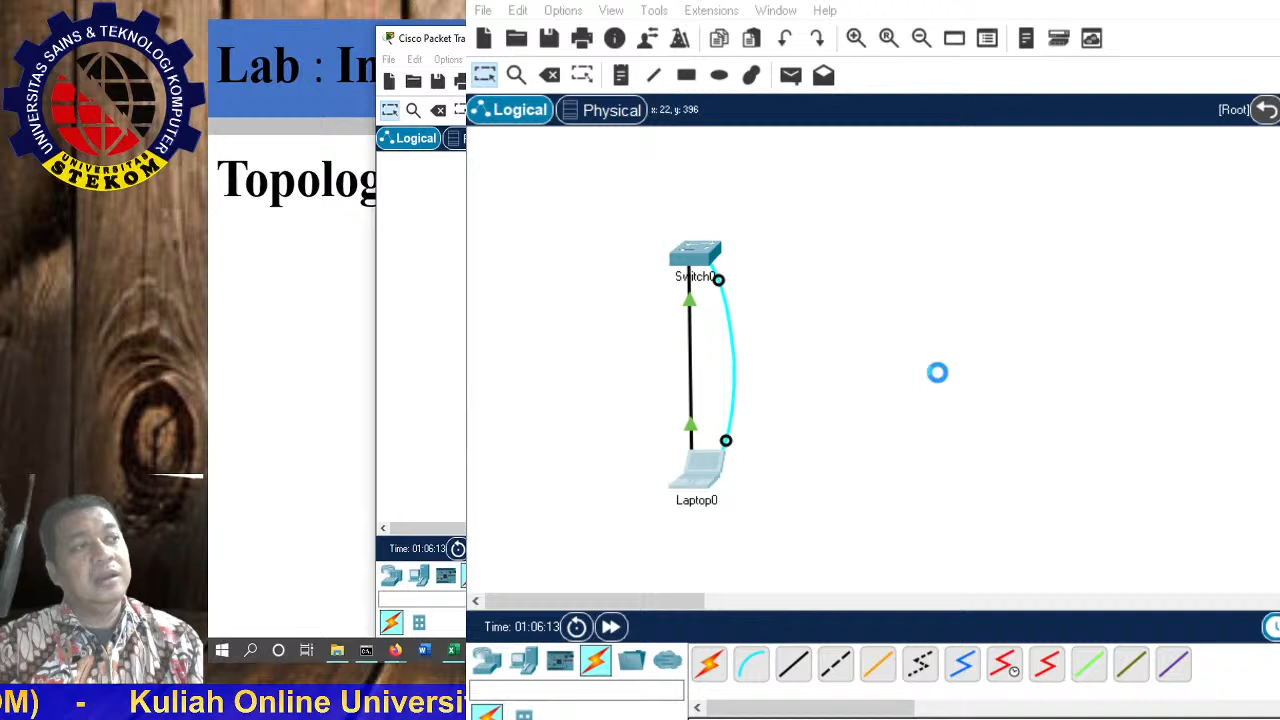 UNIVERSITAS SAINS & TEKNOLOGI KOMPUTER
UNIVERSITAS
STEKOM
Lab : In
Topolog
Cisco Packet Tra
File Edit Options
Logical
Time: 01:06:13
File Edit Options View Tools Extensions Window Help
Logical Physical x: 22, y: 396 [Root]
Switch0
Laptop0
Time: 01:06:13
OM) - Kuliah Online Universi